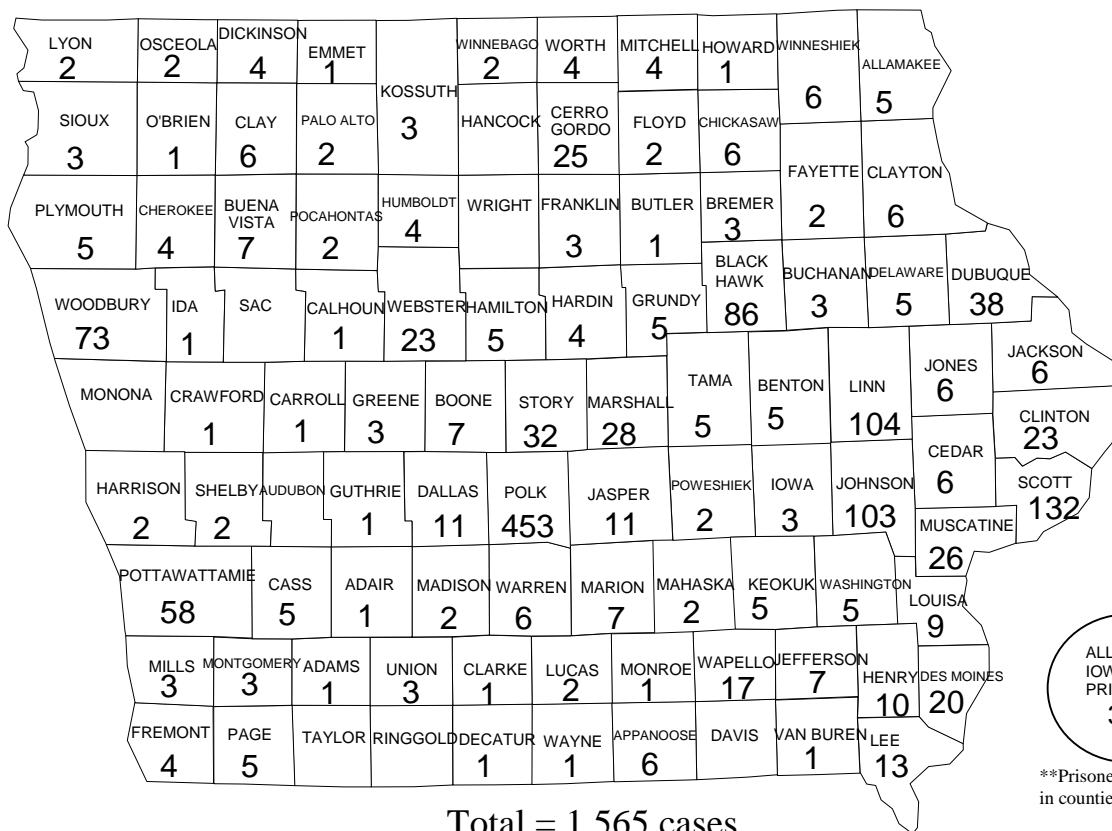 LYON
2
OSCEOLA
2
DICKINSON
4
EMMET
1
KOSSUTH
3
WINNEBAGO
2
WORTH
4
MITCHELL
4
HOWARD
1
WINNESHIEK
6
ALLAMAKEE
5
SIOUX
3
O'BRIEN
1
CLAY
6
PALO ALTO
2
HANCOCK
CERRO
GORDO
25
FLOYD
2
CHICKASAW
6
FAYETTE
2
CLAYTON
6
PLYMOUTH
5
CHEROKEE
4
BUENA
VISTA
7
POCAHONTAS
2
HUMBOLDT
4
WRIGHT
FRANKLIN
3
BUTLER
1
BREMER
3
WOODBURY
73
IDA
1
SAC
CALHOUN
1
WEBSTER
23
HAMILTON
5
HARDIN
4
GRUNDY
5
BLACK
HAWK
86
BUCHANAN
3
DELAWARE
5
DUBUQUE
38
MONONA
CRAWFORD
1
CARROLL
1
GREENE
3
BOONE
7
STORY
32
MARSHALL
28
TAMA
5
BENTON
5
LINN
104
JONES
6
JACKSON
6
CLINTON
23
CEDAR
6
HARRISON
2
SHELBY
2
AUDUBON
GUTHRIE
1
DALLAS
11
POLK
453
JASPER
11
POWESHIEK
2
IOWA
3
JOHNSON
103
SCOTT
132
MUSCATINE
26
POTTAWATTAMIE
58
CASS
5
ADAIR
1
MADISON
2
WARREN
6
MARION
7
MAHASKA
2
KEOKUK
5
WASHINGTON
5
LOUISA
9
MILLS
3
MONTGOMERY
3
ADAMS
1
UNION
3
CLARKE
1
LUCAS
2
MONROE
1
WAPELLO
17
JEFFERSON
7
HENRY
10
DES MOINES
20
FREMONT
4
PAGE
5
TAYLOR
RINGGOLD
DECATUR
1
WAYNE
1
APPANOOSE
6
DAVIS
VAN BUREN
1
LEE
13
ALL
**Prisone
in counties
Total = 1,565 cases